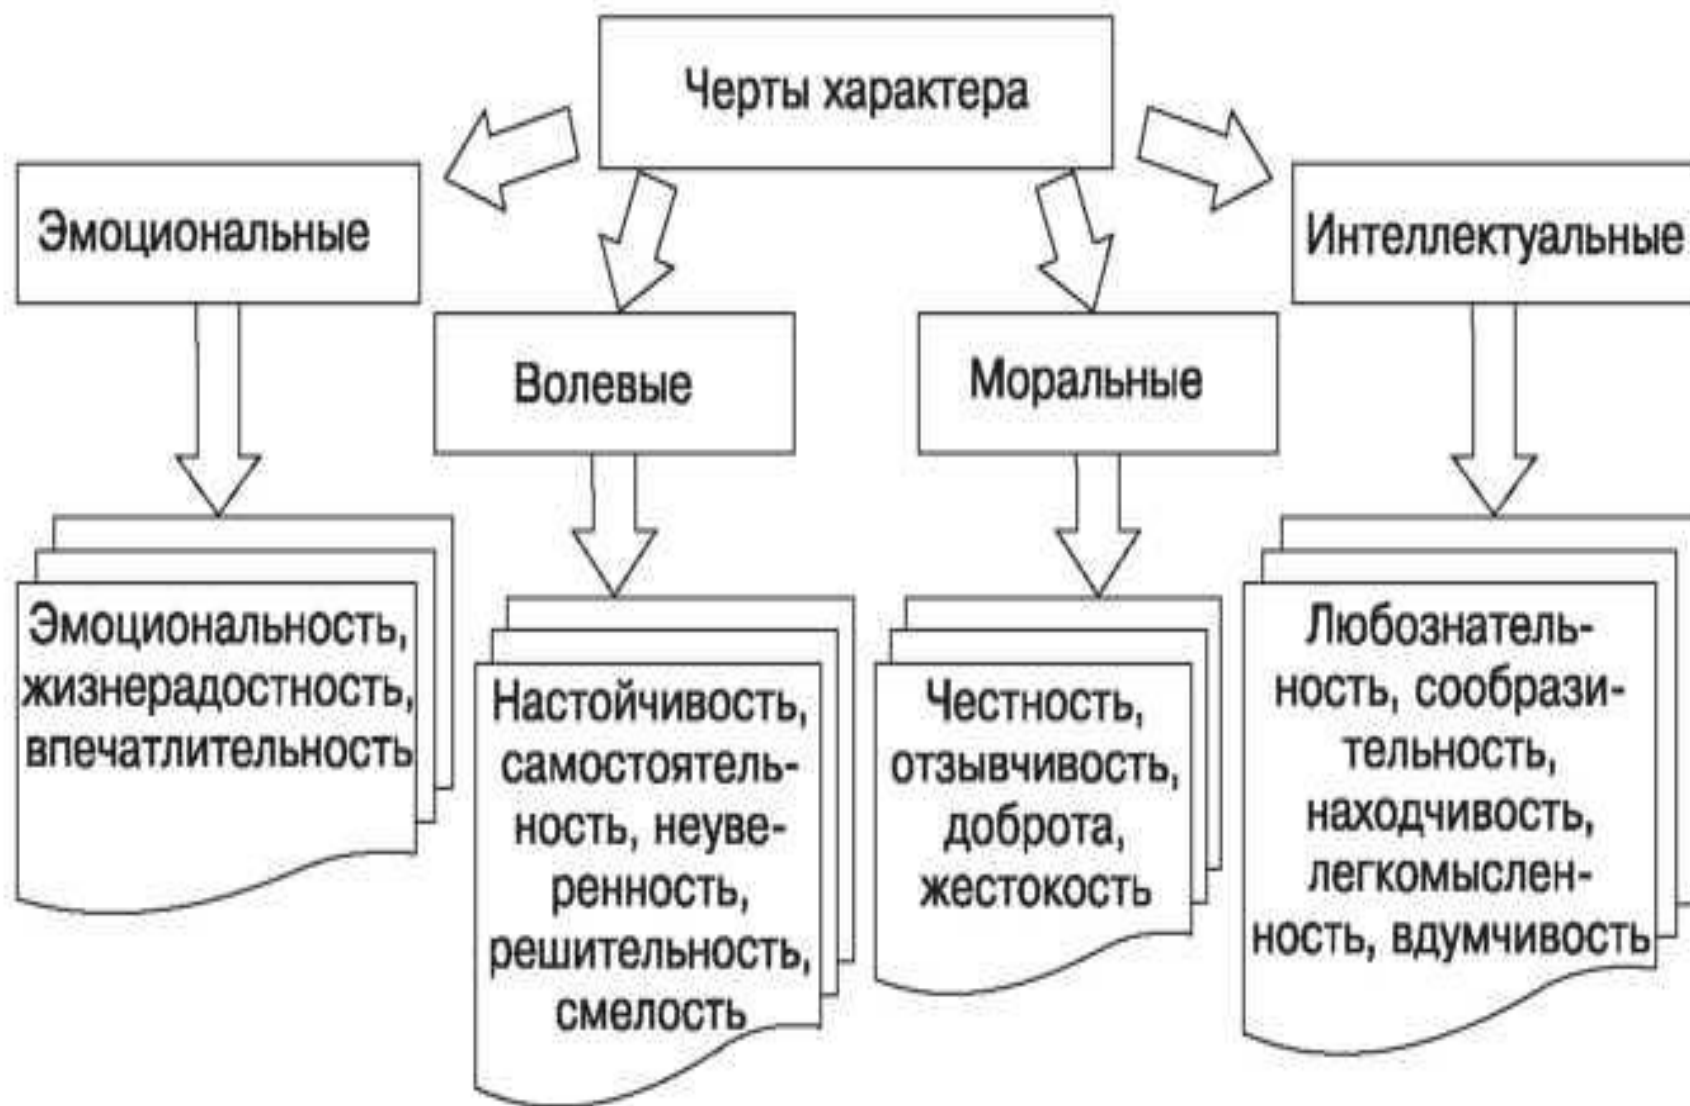 Черты характера
Эмоциональные
Интеллектуальные
Волевые
Моральные
Эмоциональность,
жизнерадостность,
впечатлительность
Настойчивость,
самостоятель-
ность, неуве-
ренность,
решительность,
смелость
Честность,
отзывчивость,
доброта,
жестокость
Любознатель-
ность, сообрази-
тельность,
находчивость,
легкомыслен-
ность, вдумчивость